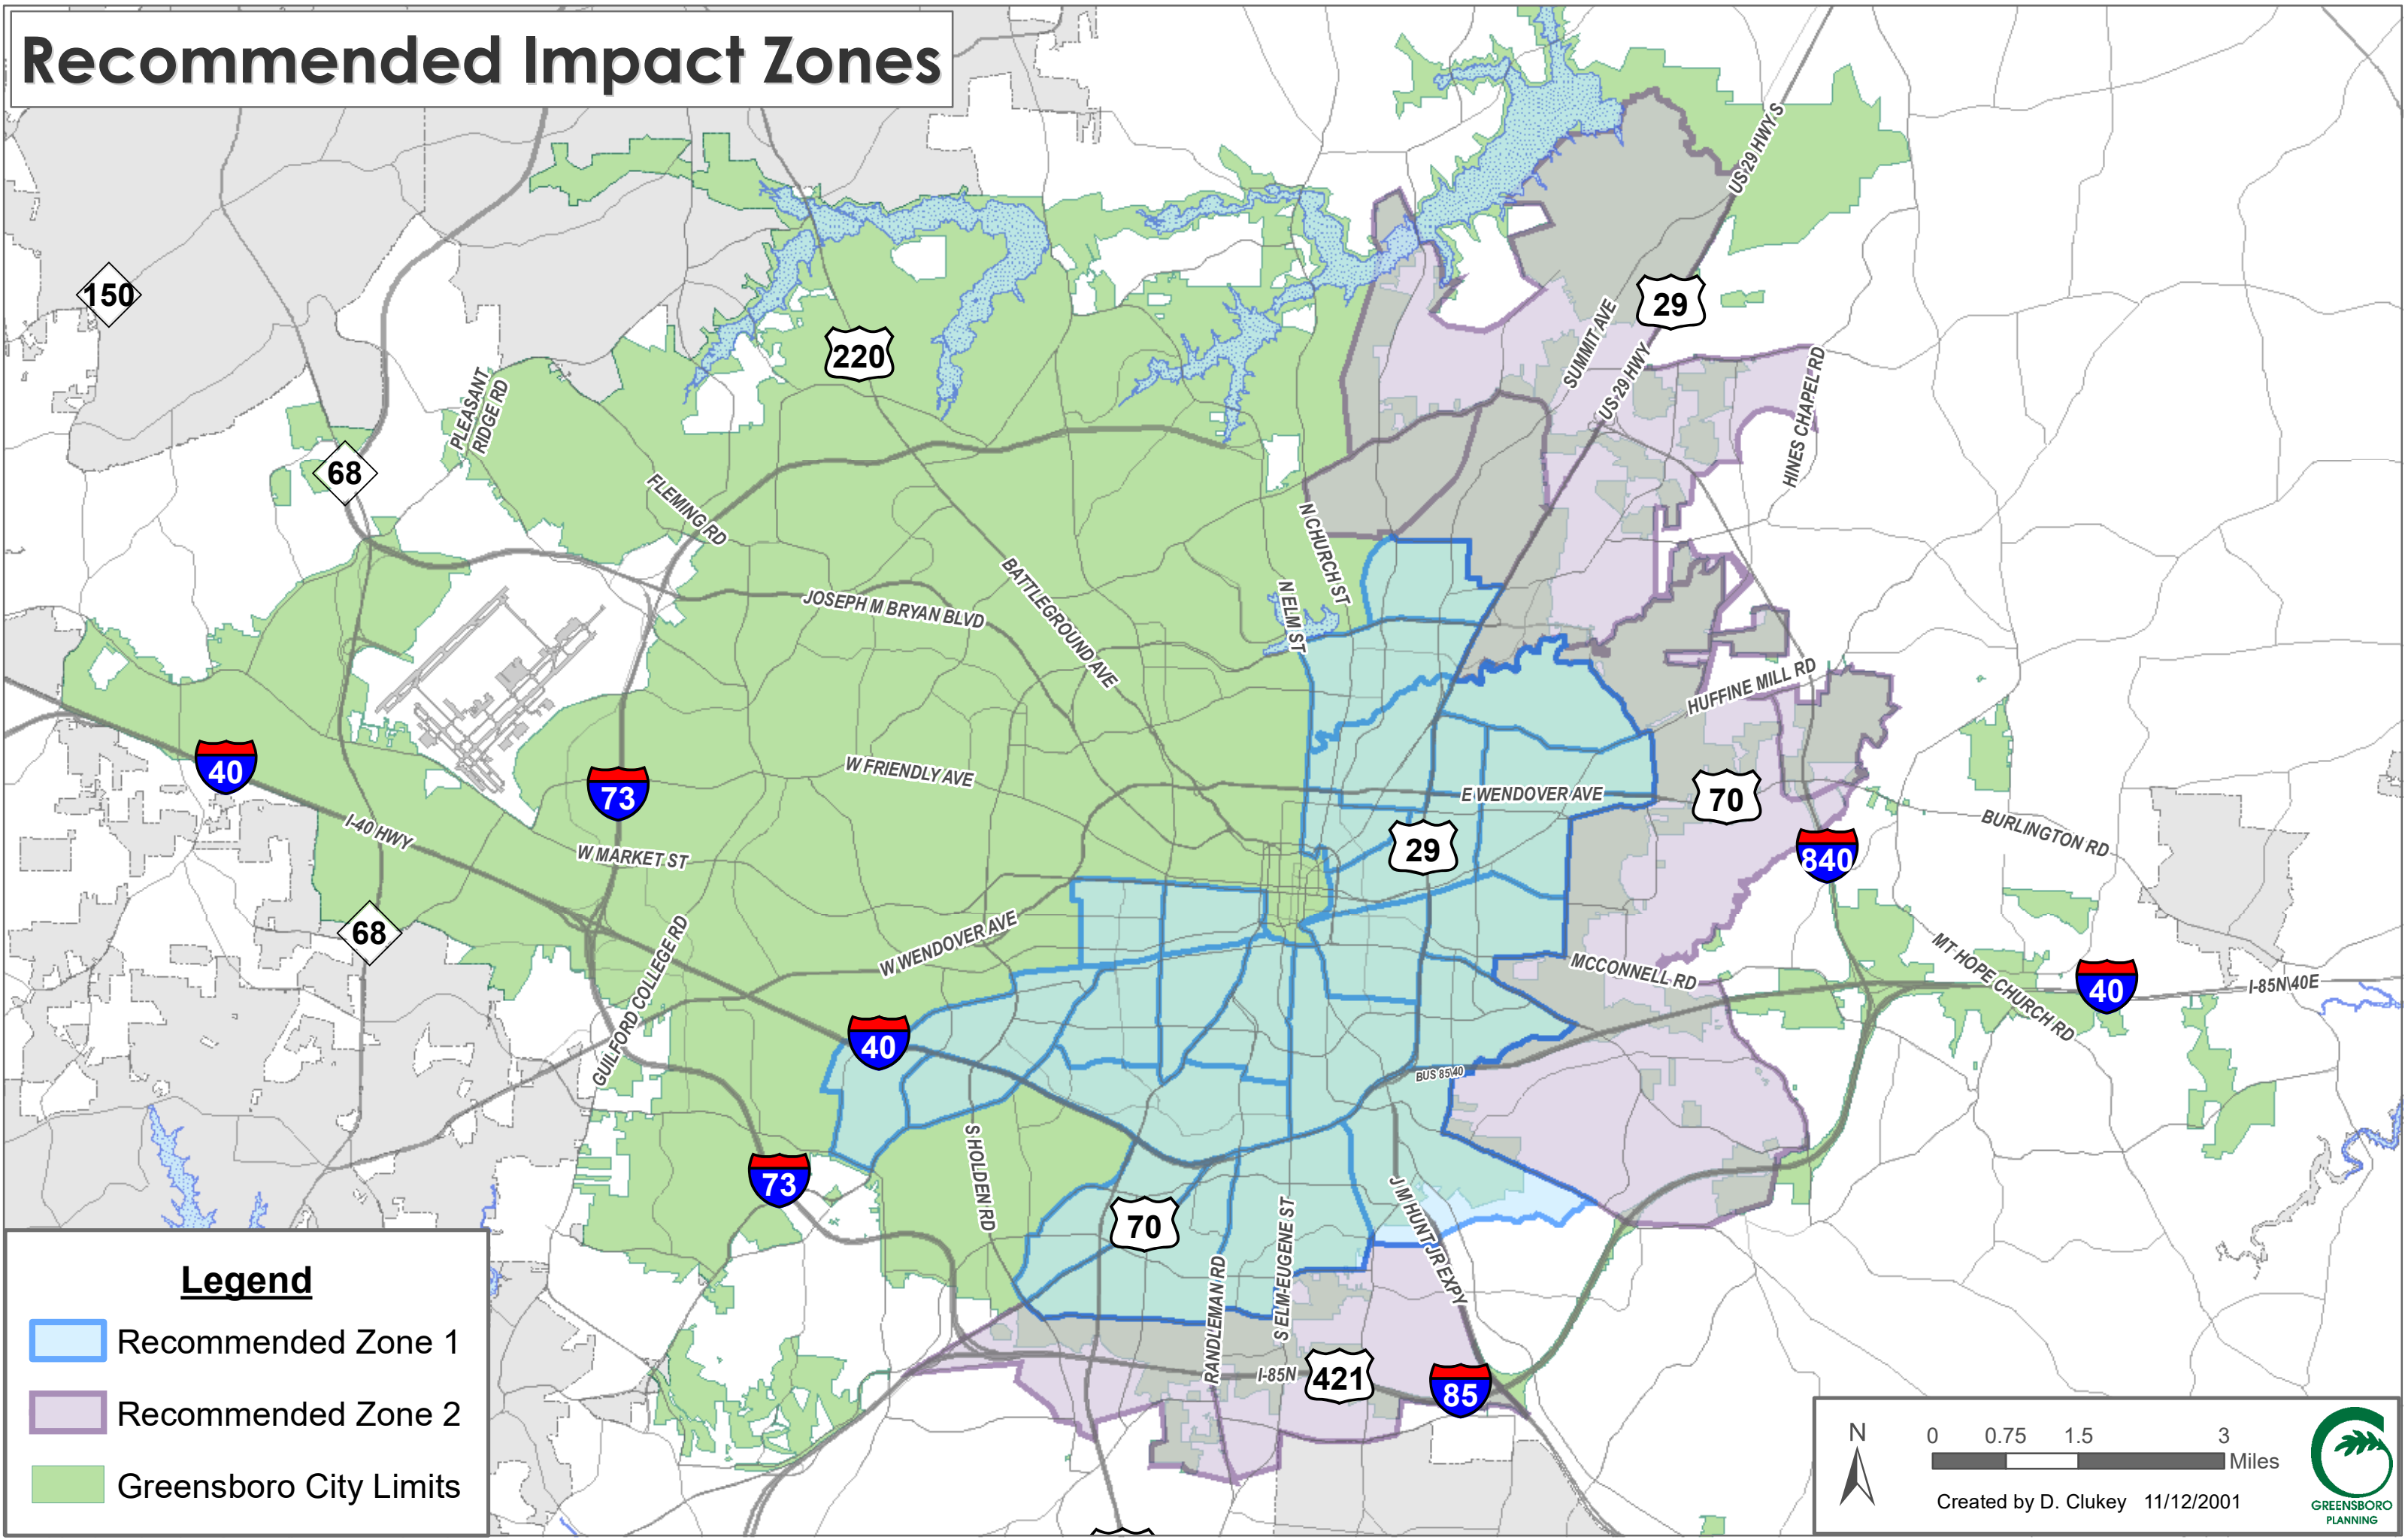 Recommended Impact Zones
US 29 HWY S
150
29
220
SUMMIT AVE
US 29 HWY
HINES CHAPEL RD
PLEASANT
RIDGE RD
68
FLEMING RD
N CHURCH ST
BATTLEGROUND AVE
JOSEPH M BRYAN BLVD
N ELM ST
HUFFINE MILL RD
40
73
W FRIENDLY AVE
E WENDOVER AVE
70
I-40 HWY
W MARKET ST
29
840
BURLINGTON RD
68
W WENDOVER AVE
GUILFORD COLLEGE RD
MCCONNELL RD
MT HOPE CHURCH RD
40
I-85N\40E
40
BUS 85\40
73
S HOLDEN RD
70
J M HUNT JR EXPY
S ELM-EUGENE ST
RANDLEMAN RD
I-85N
421
85
Legend
Recommended Zone 1
Recommended Zone 2
Greensboro City Limits
N
0 0.75 1.5 3
Miles
Created by D. Clukey 11/12/2001
GREENSBORO
PLANNING